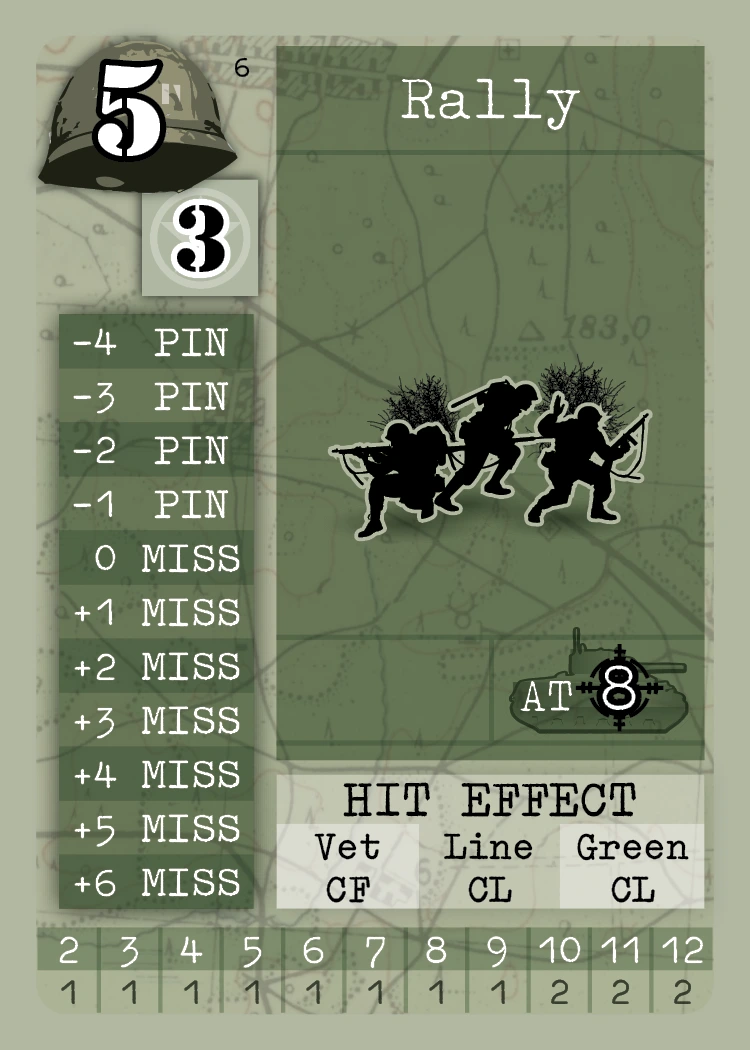 5
6
Rally
3
-4 PIN
-3 PIN
-2 PIN
-1 PIN
0 MISS
+1 MISS
+2 MISS
+3 MISS
+4 MISS
+5 MISS
+6 MISS
183,0
26
AT 8
HIT EFFECT
Vet Line Green
CF CL CL
2 3 4 5 6 7 8 9 10 11 12
1 1 1 1 1 1 1 1 2 2 2